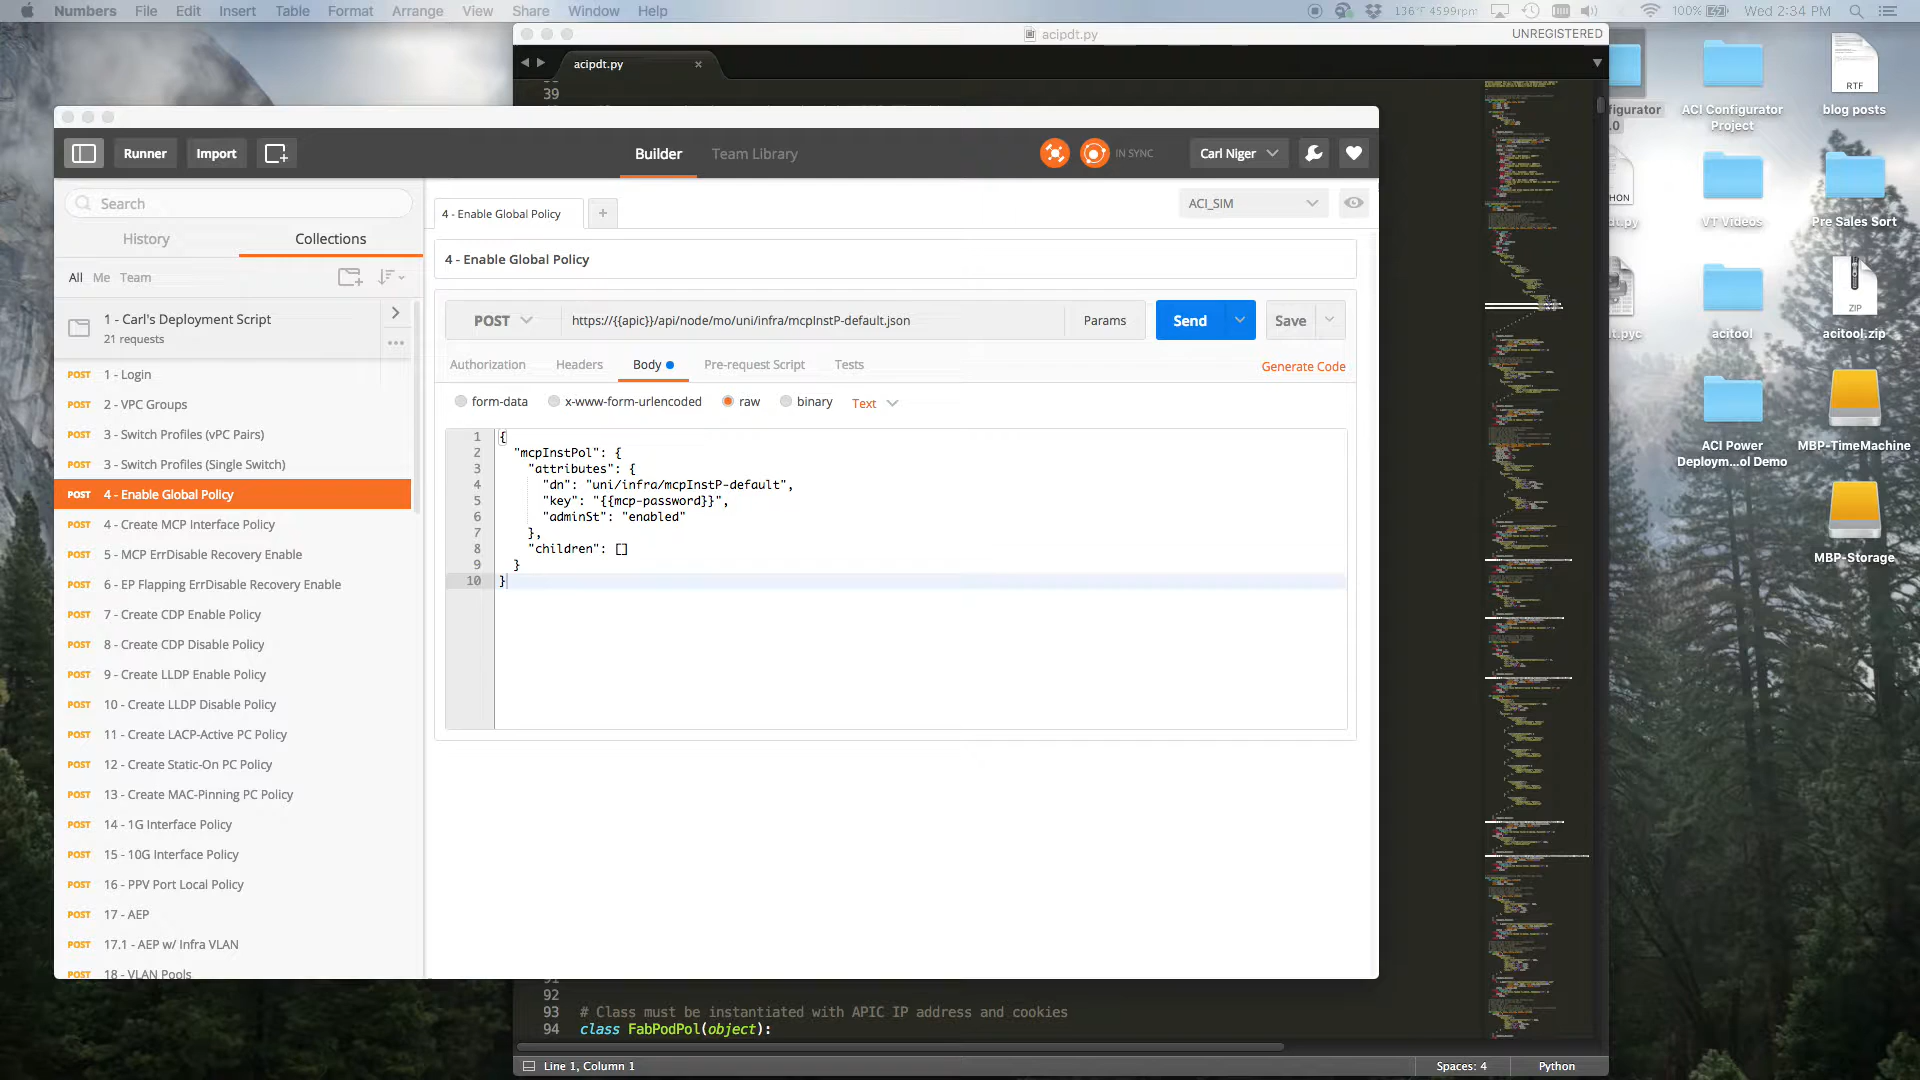 Numbers File Edit Insert Table Format Arrange View Share Window Help
136°F 4599rpm 100% Wed 2:34 PM
acipdt.py
UNREGISTERED
acipdt.py
39
Runner
Import
Builder
Team Library
IN SYNC
Carl Niger
Search
History
Collections
All Me Team
1 - Carl's Deployment Script
21 requests
POST 1 - Login
POST 2 - VPC Groups
POST 3 - Switch Profiles (vPC Pairs)
POST 3 - Switch Profiles (Single Switch)
POST 4 - Enable Global Policy
POST 4 - Create MCP Interface Policy
POST 5 - MCP ErrDisable Recovery Enable
POST 6 - EP Flapping ErrDisable Recovery Enable
POST 7 - Create CDP Enable Policy
POST 8 - Create CDP Disable Policy
POST 9 - Create LLDP Enable Policy
POST 10 - Create LLDP Disable Policy
POST 11 - Create LACP-Active PC Policy
POST 12 - Create Static-On PC Policy
POST 13 - Create MAC-Pinning PC Policy
POST 14 - 1G Interface Policy
POST 15 - 10G Interface Policy
POST 16 - PPV Port Local Policy
POST 17 - AEP
POST 17.1 - AEP w/ Infra VLAN
POST 18 - VLAN Pools
4 - Enable Global Policy
+
ACI_SIM
4 - Enable Global Policy
POST
https://{{apic}}/api/node/mo/uni/infra/mcpInstP-default.json
Params
Send
Save
Authorization
Headers
Body
Pre-request Script
Tests
Generate Code
form-data
x-www-form-urlencoded
raw
binary
Text
1 {
2 "mcpInstPol": {
3 "attributes": {
4 "dn": "uni/infra/mcpInstP-default",
5 "key": "{{mcp-password}}",
6 "adminSt": "enabled"
7 },
8 "children": []
9 }
10 }
91
92
93 # Class must be instantiated with APIC IP address and cookies
94 class FabPodPol(object):
Line 1, Column 1
Spaces: 4
Python
ACI Configurator
Project
RTF
blog posts
VT Videos
Pre Sales Sort
acitool
ZIP
acitool.zip
ACI Power
Deploym...ol Demo
MBP-TimeMachine
MBP-Storage